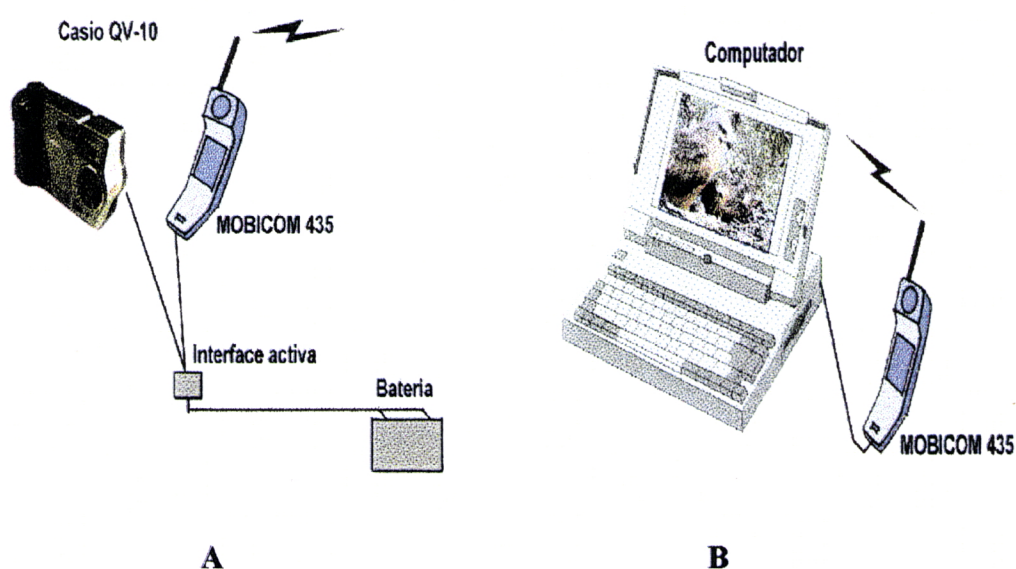 Casio QV-10
MOBICOM 435
Interface activa
Bateria
A
Computador
MOBICOM 435
B